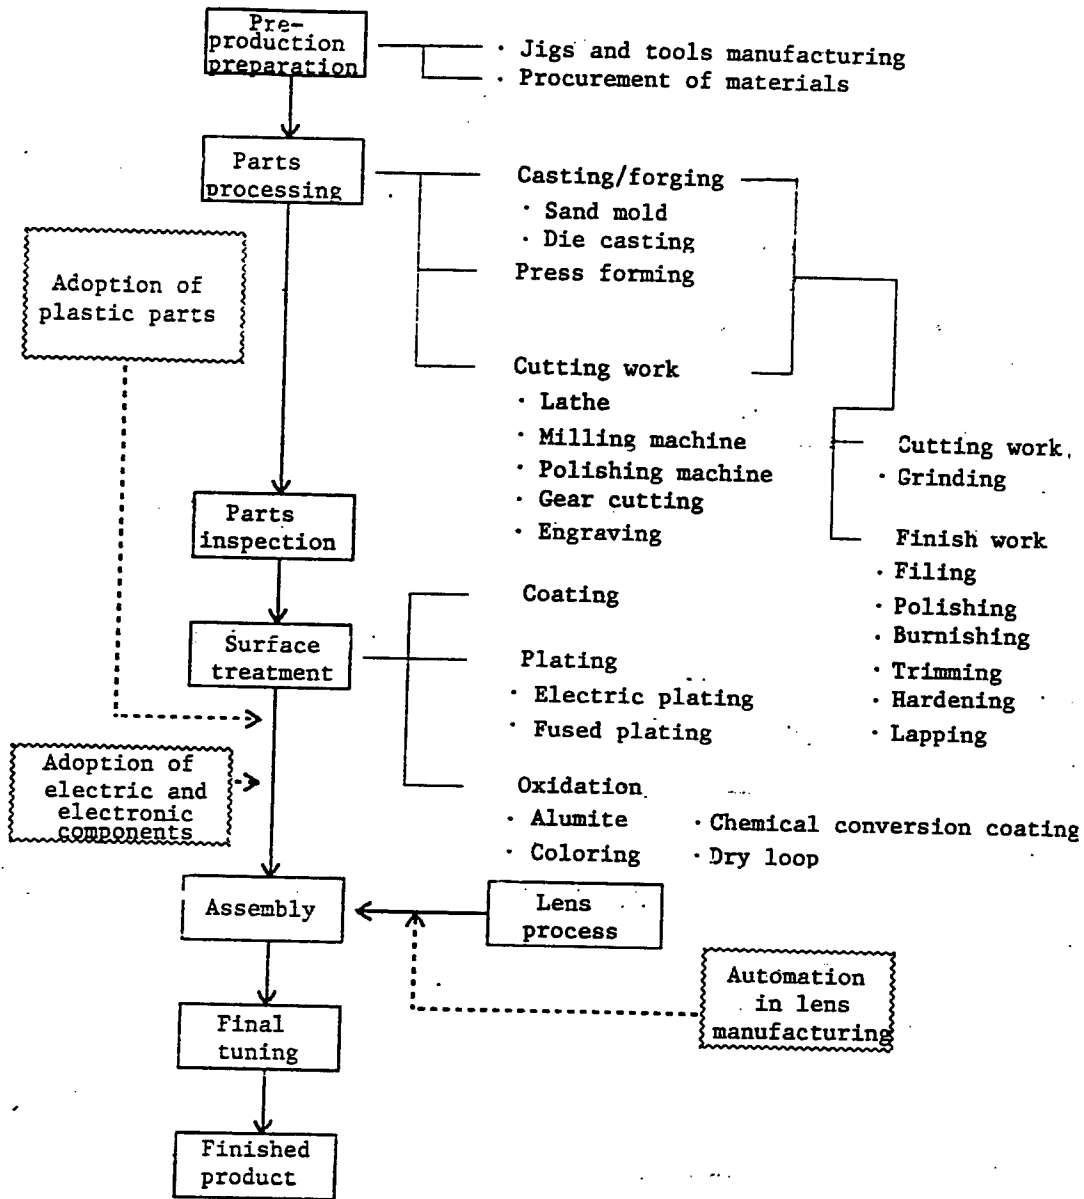 Pre-
production
preparation
· Jigs and tools manufacturing
· Procurement of materials
Parts
processing
Casting/forging
· Sand mold
· Die casting
Press forming
Adoption of
plastic parts
Cutting work
· Lathe
· Milling machine
· Polishing machine
· Gear cutting
· Engraving
Cutting work
· Grinding
Finish work
· Filing
· Polishing
· Burnishing
· Trimming
· Hardening
· Lapping
Parts
inspection
Surface
treatment
Coating
Plating
· Electric plating
· Fused plating
Oxidation
· Alumite
· Coloring
· Chemical conversion coating
· Dry loop
Adoption of
electric and
electronic
components
Assembly
Lens
process
Automation
in lens
manufacturing
Final
tuning
Finished
product